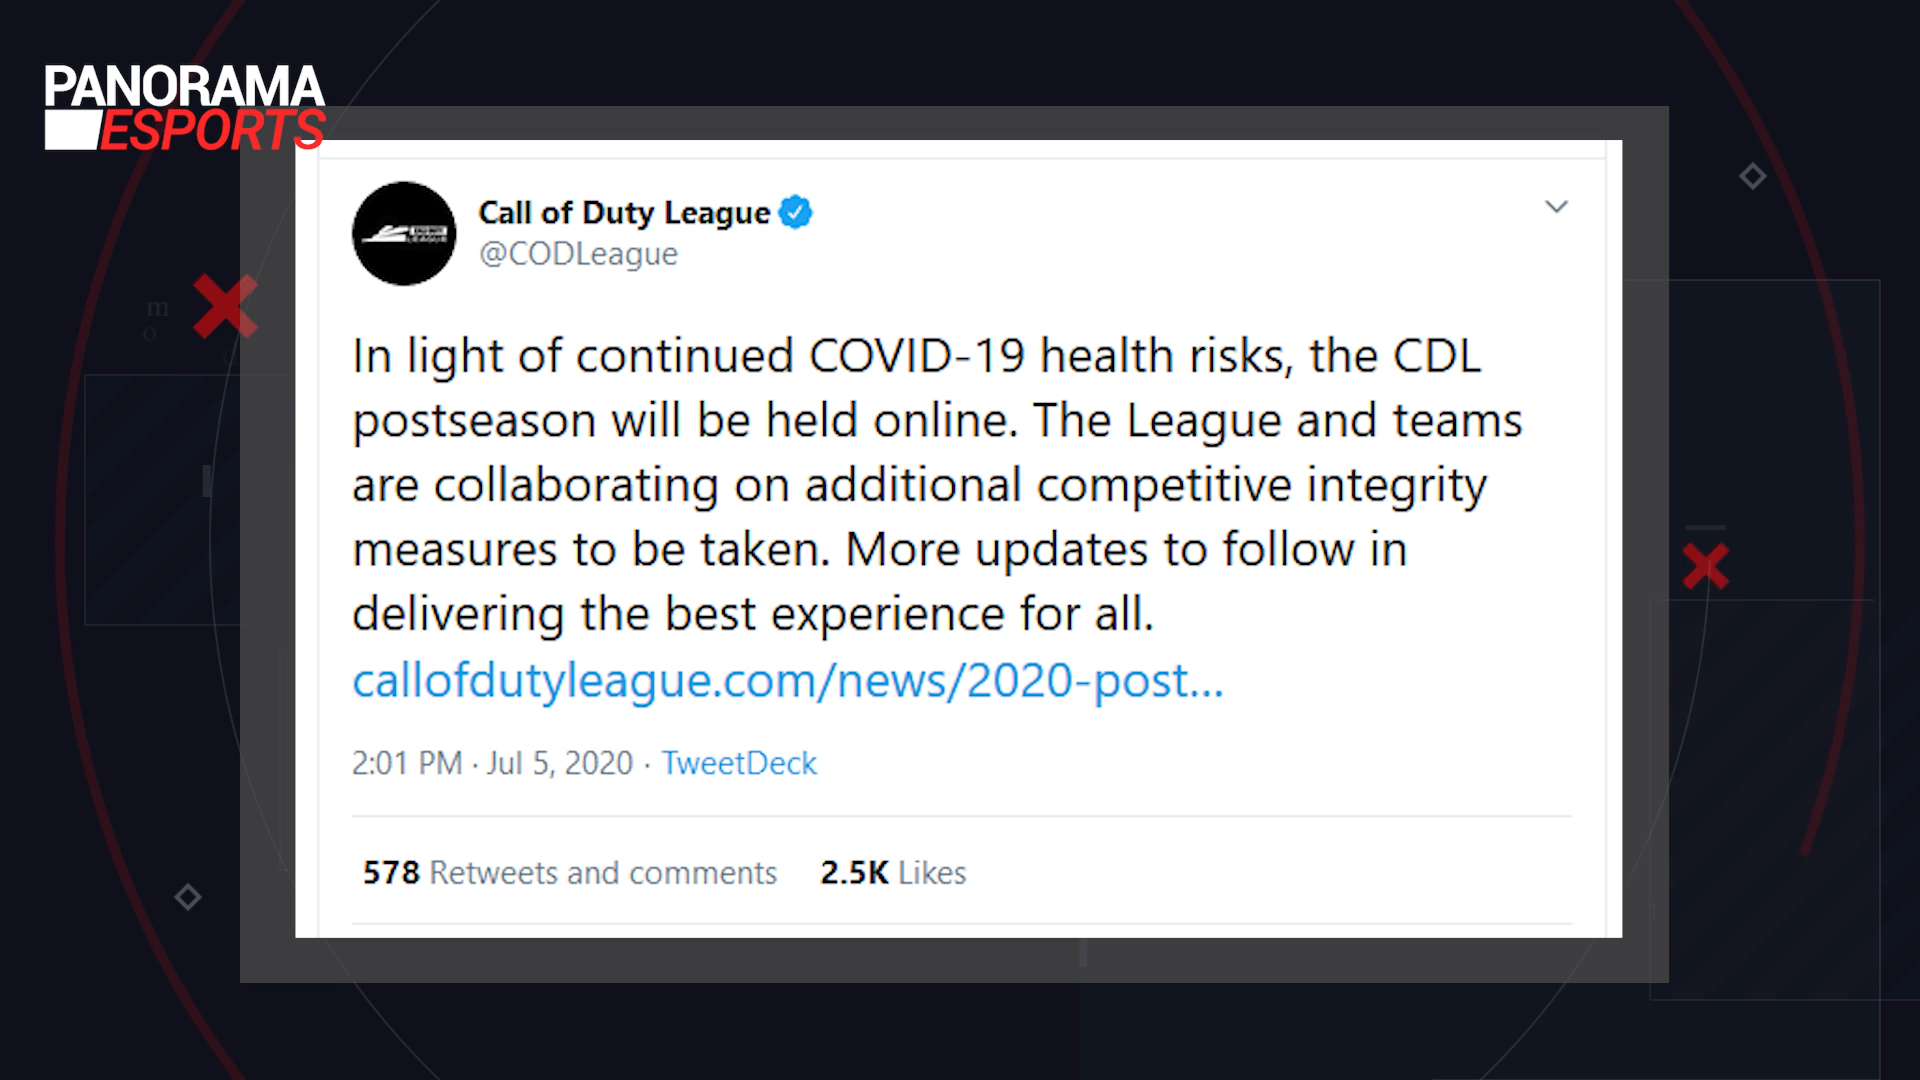 PANORAMA
ESPORTS
Call of Duty League
@CODLeague
In light of continued COVID-19 health risks, the CDL
postseason will be held online. The League and teams
are collaborating on additional competitive integrity
measures to be taken. More updates to follow in
delivering the best experience for all.
callofdutyleague.com/news/2020-post...
2:01 PM · Jul 5, 2020 · TweetDeck
578 Retweets and comments 2.5K Likes
m
o